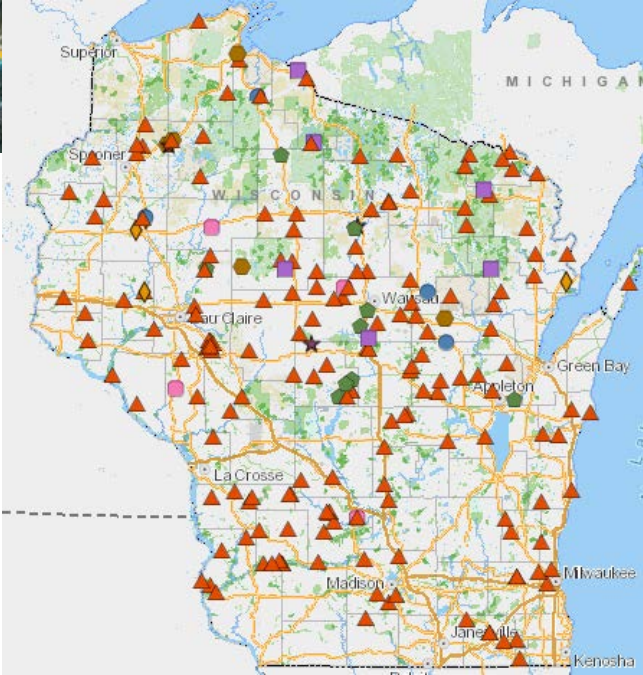 Superior
MICHIGAN
Spooner
WISCONSIN
Wausau
Eau Claire
Green Bay
Appleton
La Crosse
Madison
Milwaukee
Janesville
Kenosha